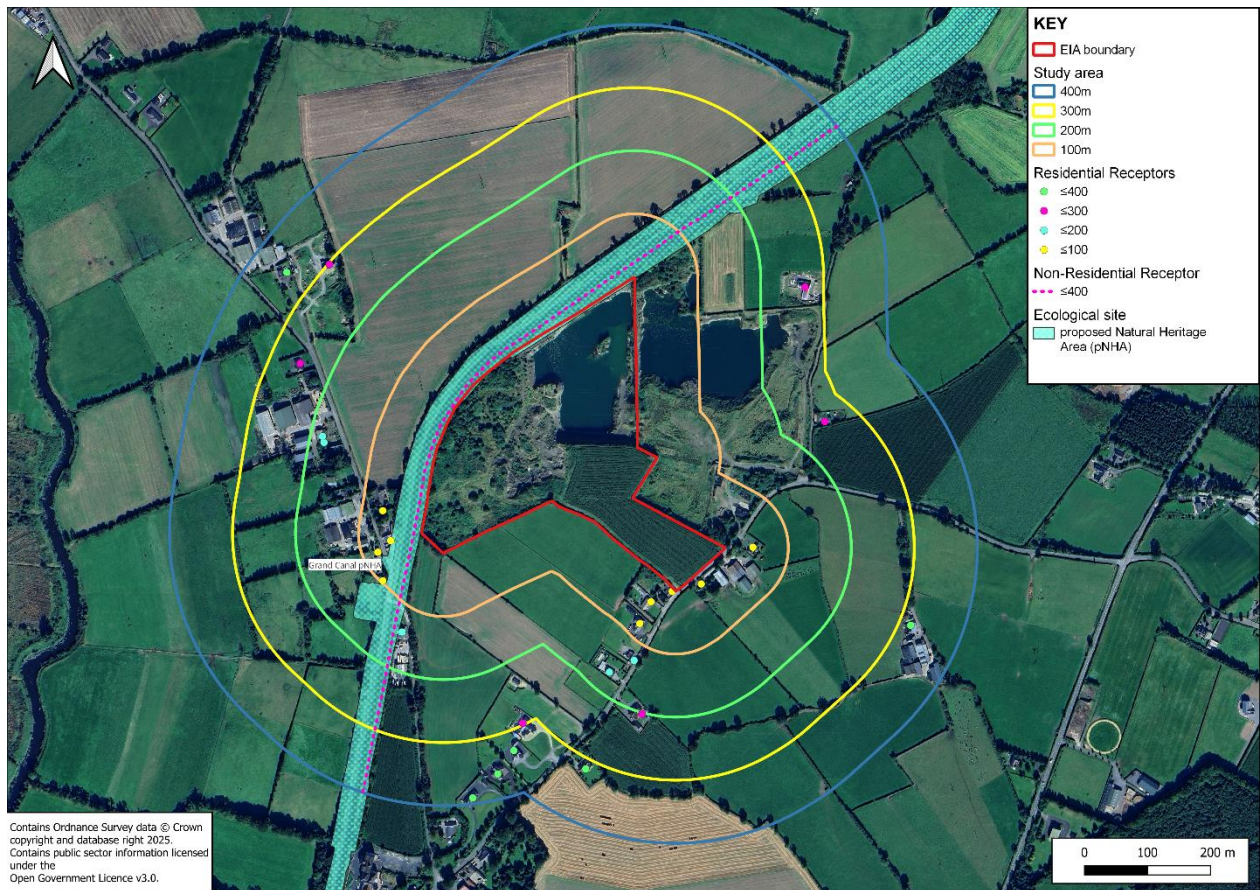 KEY
EIA boundary
Study area
400m
300m
200m
100m
Residential Receptors
≤400
≤300
≤200
≤100
Non-Residential Receptor
≤400
Ecological site
proposed Natural Heritage
Area (pNHA)
Grand Canal pNHA
Contains Ordnance Survey data © Crown
copyright and database right 2025.
Contains public sector information licensed
under the
Open Government Licence v3.0.
0 100 200 m